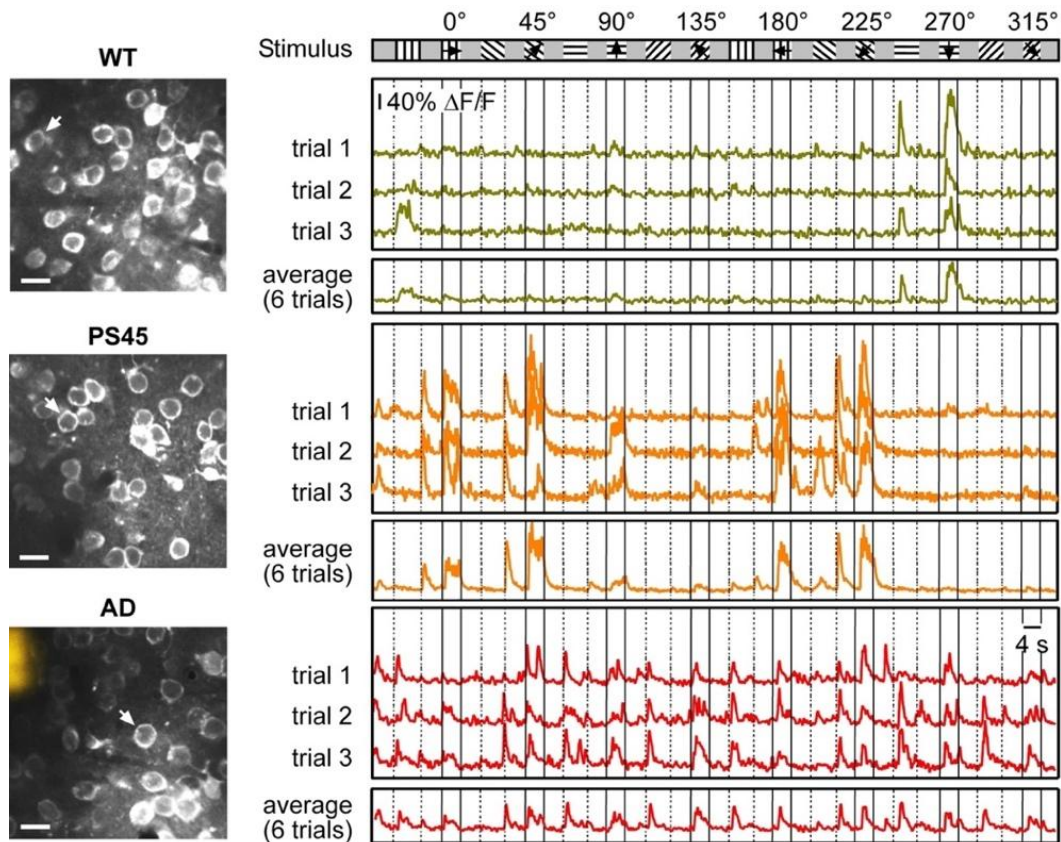 0° 45° 90° 135° 180° 225° 270° 315°
Stimulus
WT
40% ΔF/F
trial 1
trial 2
trial 3
average
(6 trials)
PS45
trial 1
trial 2
trial 3
average
(6 trials)
AD
4 s
trial 1
trial 2
trial 3
average
(6 trials)